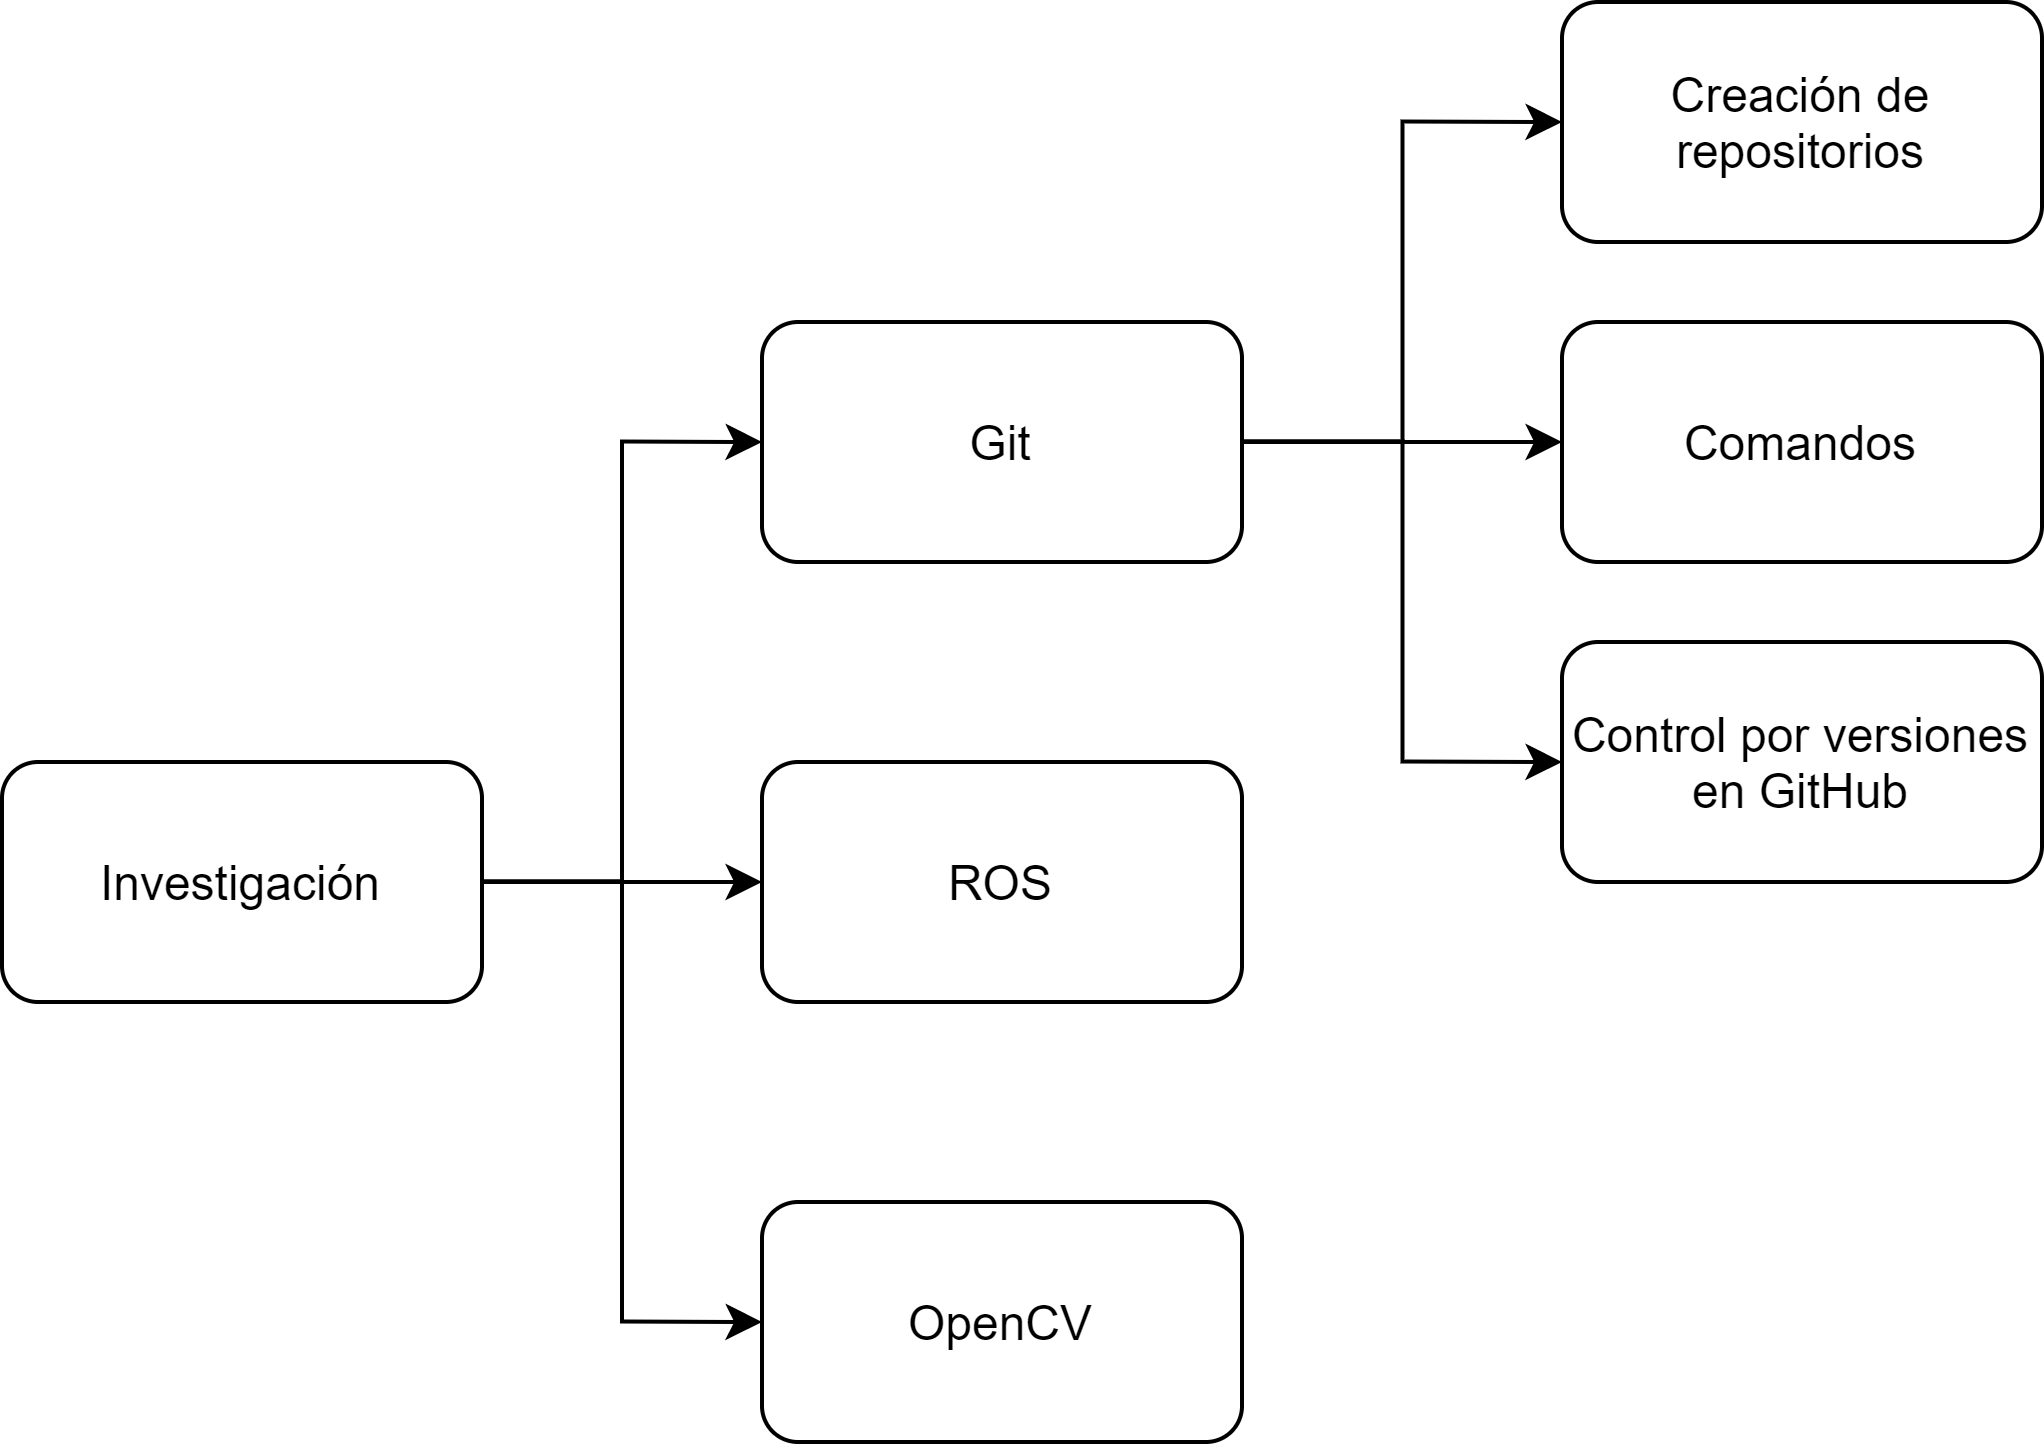 Creación de
repositorios
Git
Comandos
Control por versiones
en GitHub
Investigación
ROS
OpenCV